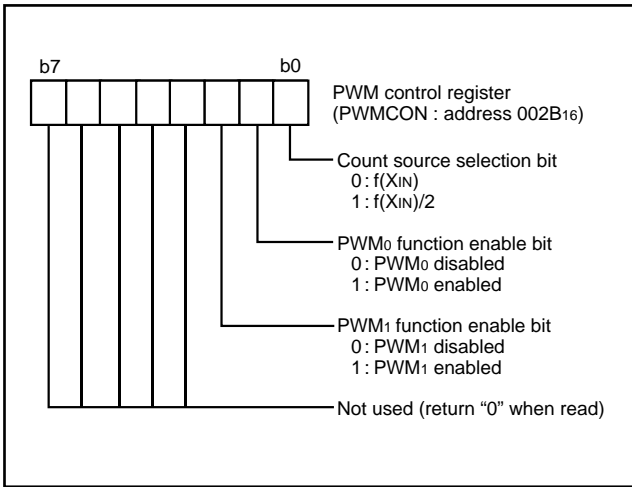 b7 b0
PWM control register
(PWMCON : address 002B16)
Count source selection bit
0 : f(XIN)
1 : f(XIN)/2
PWM0 function enable bit
0 : PWM0 disabled
1 : PWM0 enabled
PWM1 function enable bit
0 : PWM1 disabled
1 : PWM1 enabled
Not used (return “0” when read)